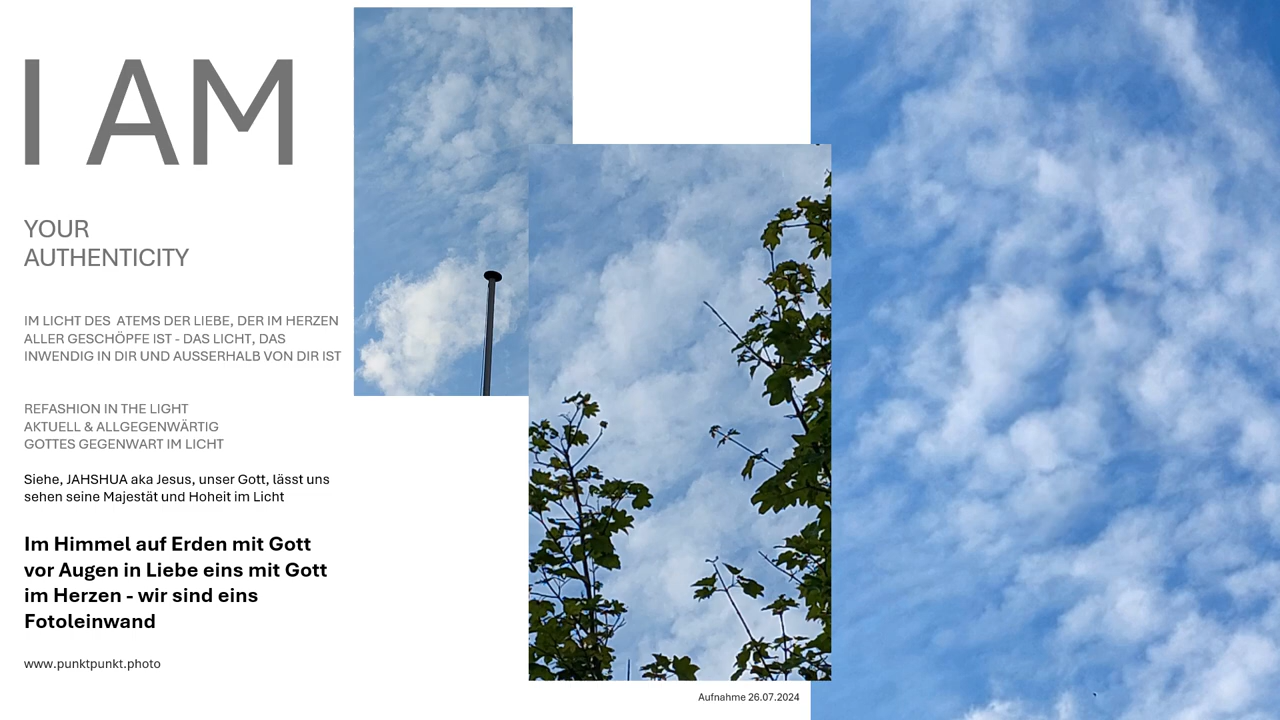 I AM
YOUR
AUTHENTICITY
IM LICHT DES  ATEMS DER LIEBE, DER IM HERZEN
ALLER GESCHÖPFE IST - DAS LICHT, DAS
INWENDIG IN DIR UND AUSSERHALB VON DIR IST
REFASHION IN THE LIGHT
AKTUELL & ALLGEGENWÄRTIG
GOTTES GEGENWART IM LICHT
Siehe, JAHSHUA aka Jesus, unser Gott, lässt uns
sehen seine Majestät und Hoheit im Licht
Im Himmel auf Erden mit Gott
vor Augen in Liebe eins mit Gott
im Herzen - wir sind eins
Fotoleinwand
www.punktpunkt.photo
Aufnahme 26.07.2024